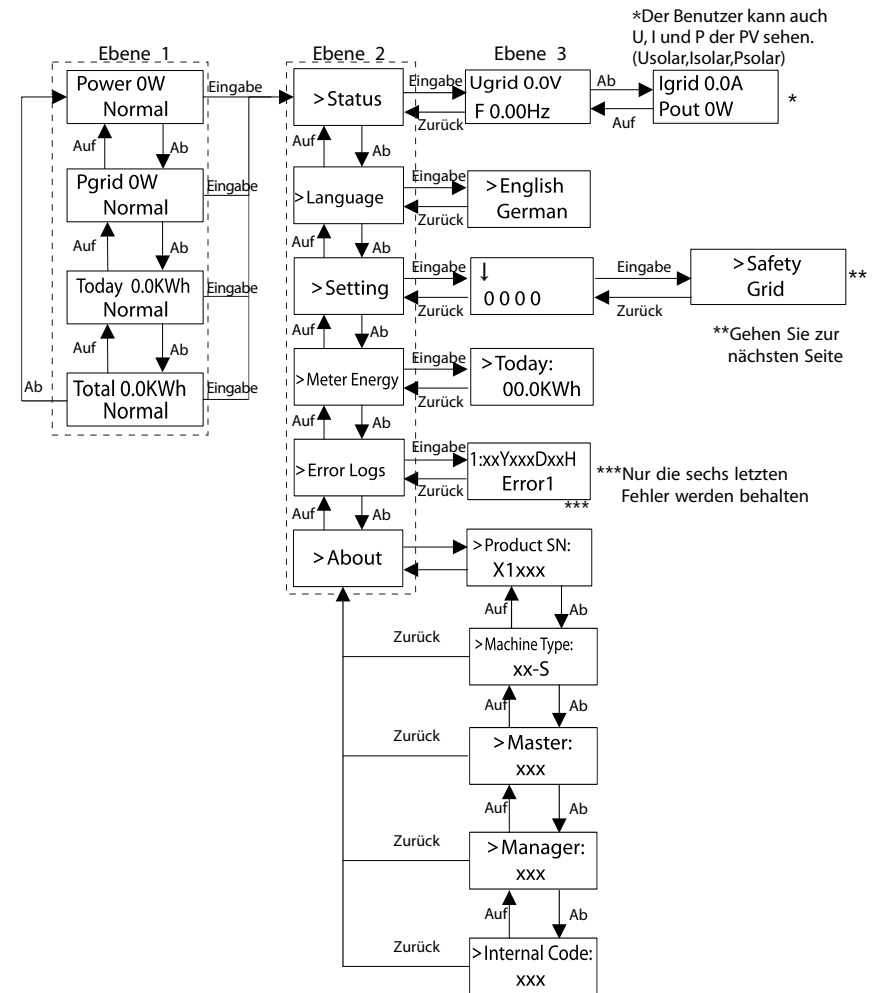 *Der Benutzer kann auch
U, I und P der PV sehen.
(Usolar,Isolar,Psolar)
Ebene 1
Ebene 2
Ebene 3
Power 0W
Normal
Eingabe
>Status
Eingabe
Zurück
Ugrid 0.0V
F 0.00Hz
Ab
Auf
Igrid 0.0A
Pout 0W
*
Auf
Ab
Auf
Ab
Pgrid 0W
Normal
Eingabe
>Language
Eingabe
Zurück
>English
German
Auf
Ab
Auf
Ab
Today 0.0KWh
Normal
Eingabe
>Setting
Eingabe
Zurück
↓
0 0 0 0
Eingabe
Zurück
>Safety
Grid
**
**Gehen Sie zur
nächsten Seite
Auf
Ab
Auf
Ab
Ab
Total 0.0KWh
Normal
Eingabe
>Meter Energy
Eingabe
Zurück
>Today:
00.0KWh
Auf
Ab
>Error Logs
Eingabe
Zurück
1:xxYxxxDxxH
Error1
***
***Nur die sechs letzten
Fehler werden behalten
Auf
Ab
>About
>Product SN:
X1xxx
Auf
Ab
Zurück
>Machine Type:
xx-S
Auf
Ab
Zurück
>Master:
xxx
Auf
Ab
Zurück
>Manager:
xxx
Auf
Ab
Zurück
>Internal Code:
xxx